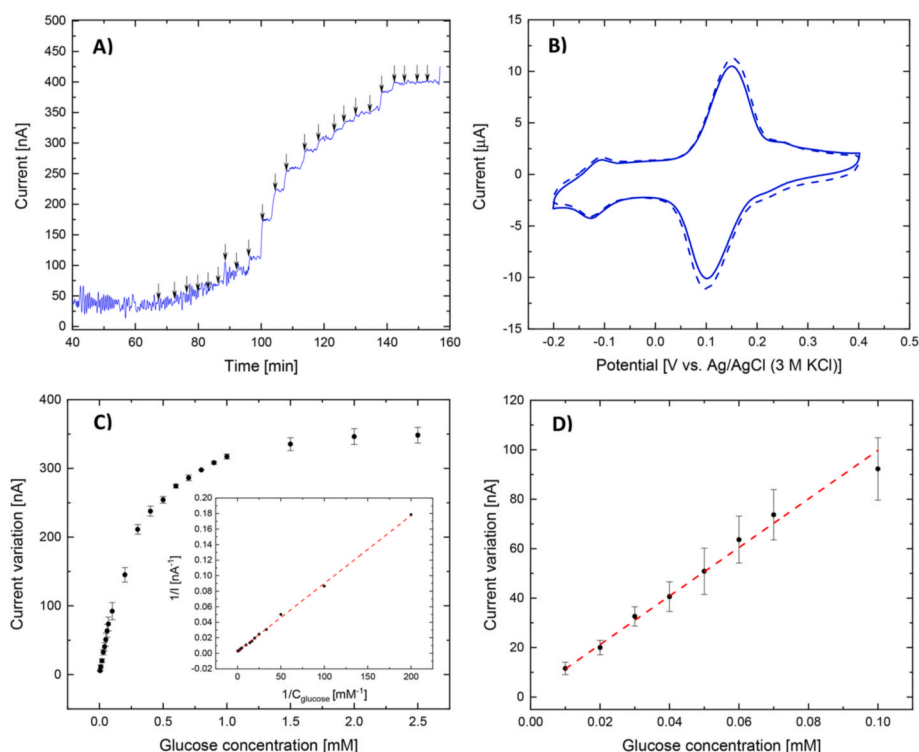 A)
Current [nA]
500
450
400
350
300
250
200
150
100
50
0
40 60 80 100 120 140 160
Time [min]
B)
Current [µA]
15
10
5
0
-5
-10
-15
-0.2 -0.1 0.0 0.1 0.2 0.3 0.4 0.5
Potential [V vs. Ag/AgCl (3 M KCl)]
C)
Current variation [nA]
400
300
200
100
0
0.0 0.5 1.0 1.5 2.0 2.5
Glucose concentration [mM]
1/I [nA-1]
0.20
0.18
0.16
0.14
0.12
0.10
0.08
0.06
0.04
0.02
0.00
-0.02
0 50 100 150 200
1/Cglucose [mM-1]
D)
Current variation [nA]
120
100
80
60
40
20
0
0.00 0.02 0.04 0.06 0.08 0.10
Glucose concentration [mM]